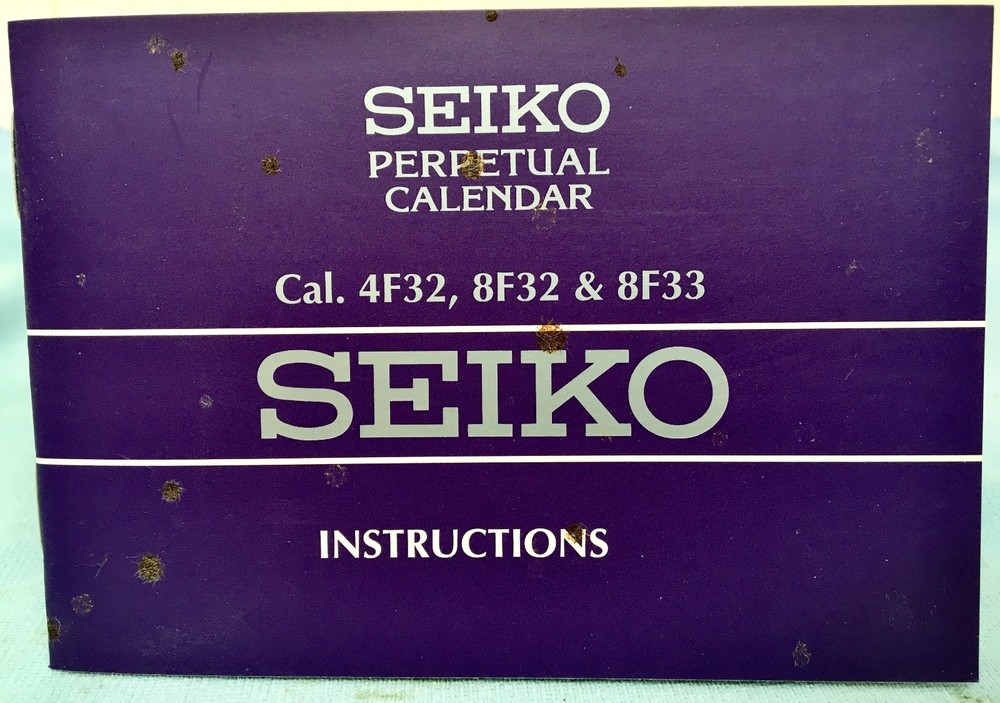 SEIKO
PERPETUAL
CALENDAR
Cal. 4F32, 8F32 & 8F33
SEIKO
INSTRUCTIONS